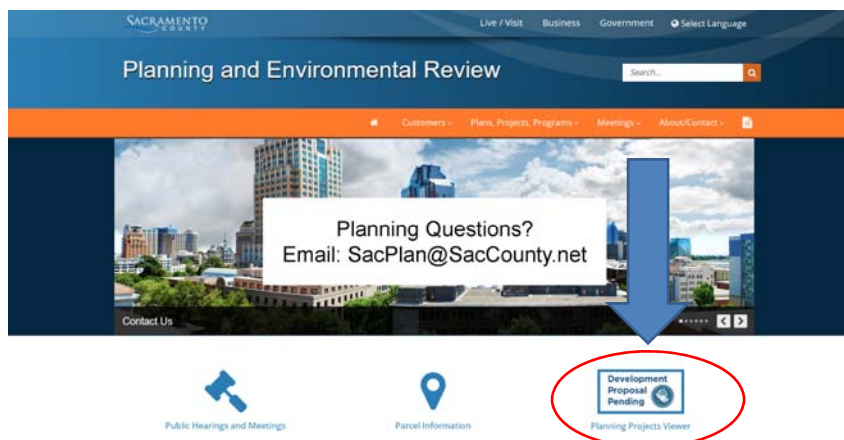 SACRAMENTO
COUNTY
Live / Visit Business Government Select Language
Planning and Environmental Review
Search...
Customers Plans, Projects, Programs Meetings About/Contact
Planning Questions?
Email: SacPlan@SacCounty.net
Contact Us
Development
Proposal
Pending
Public Hearings and Meetings Parcel Information Planning Projects Viewer